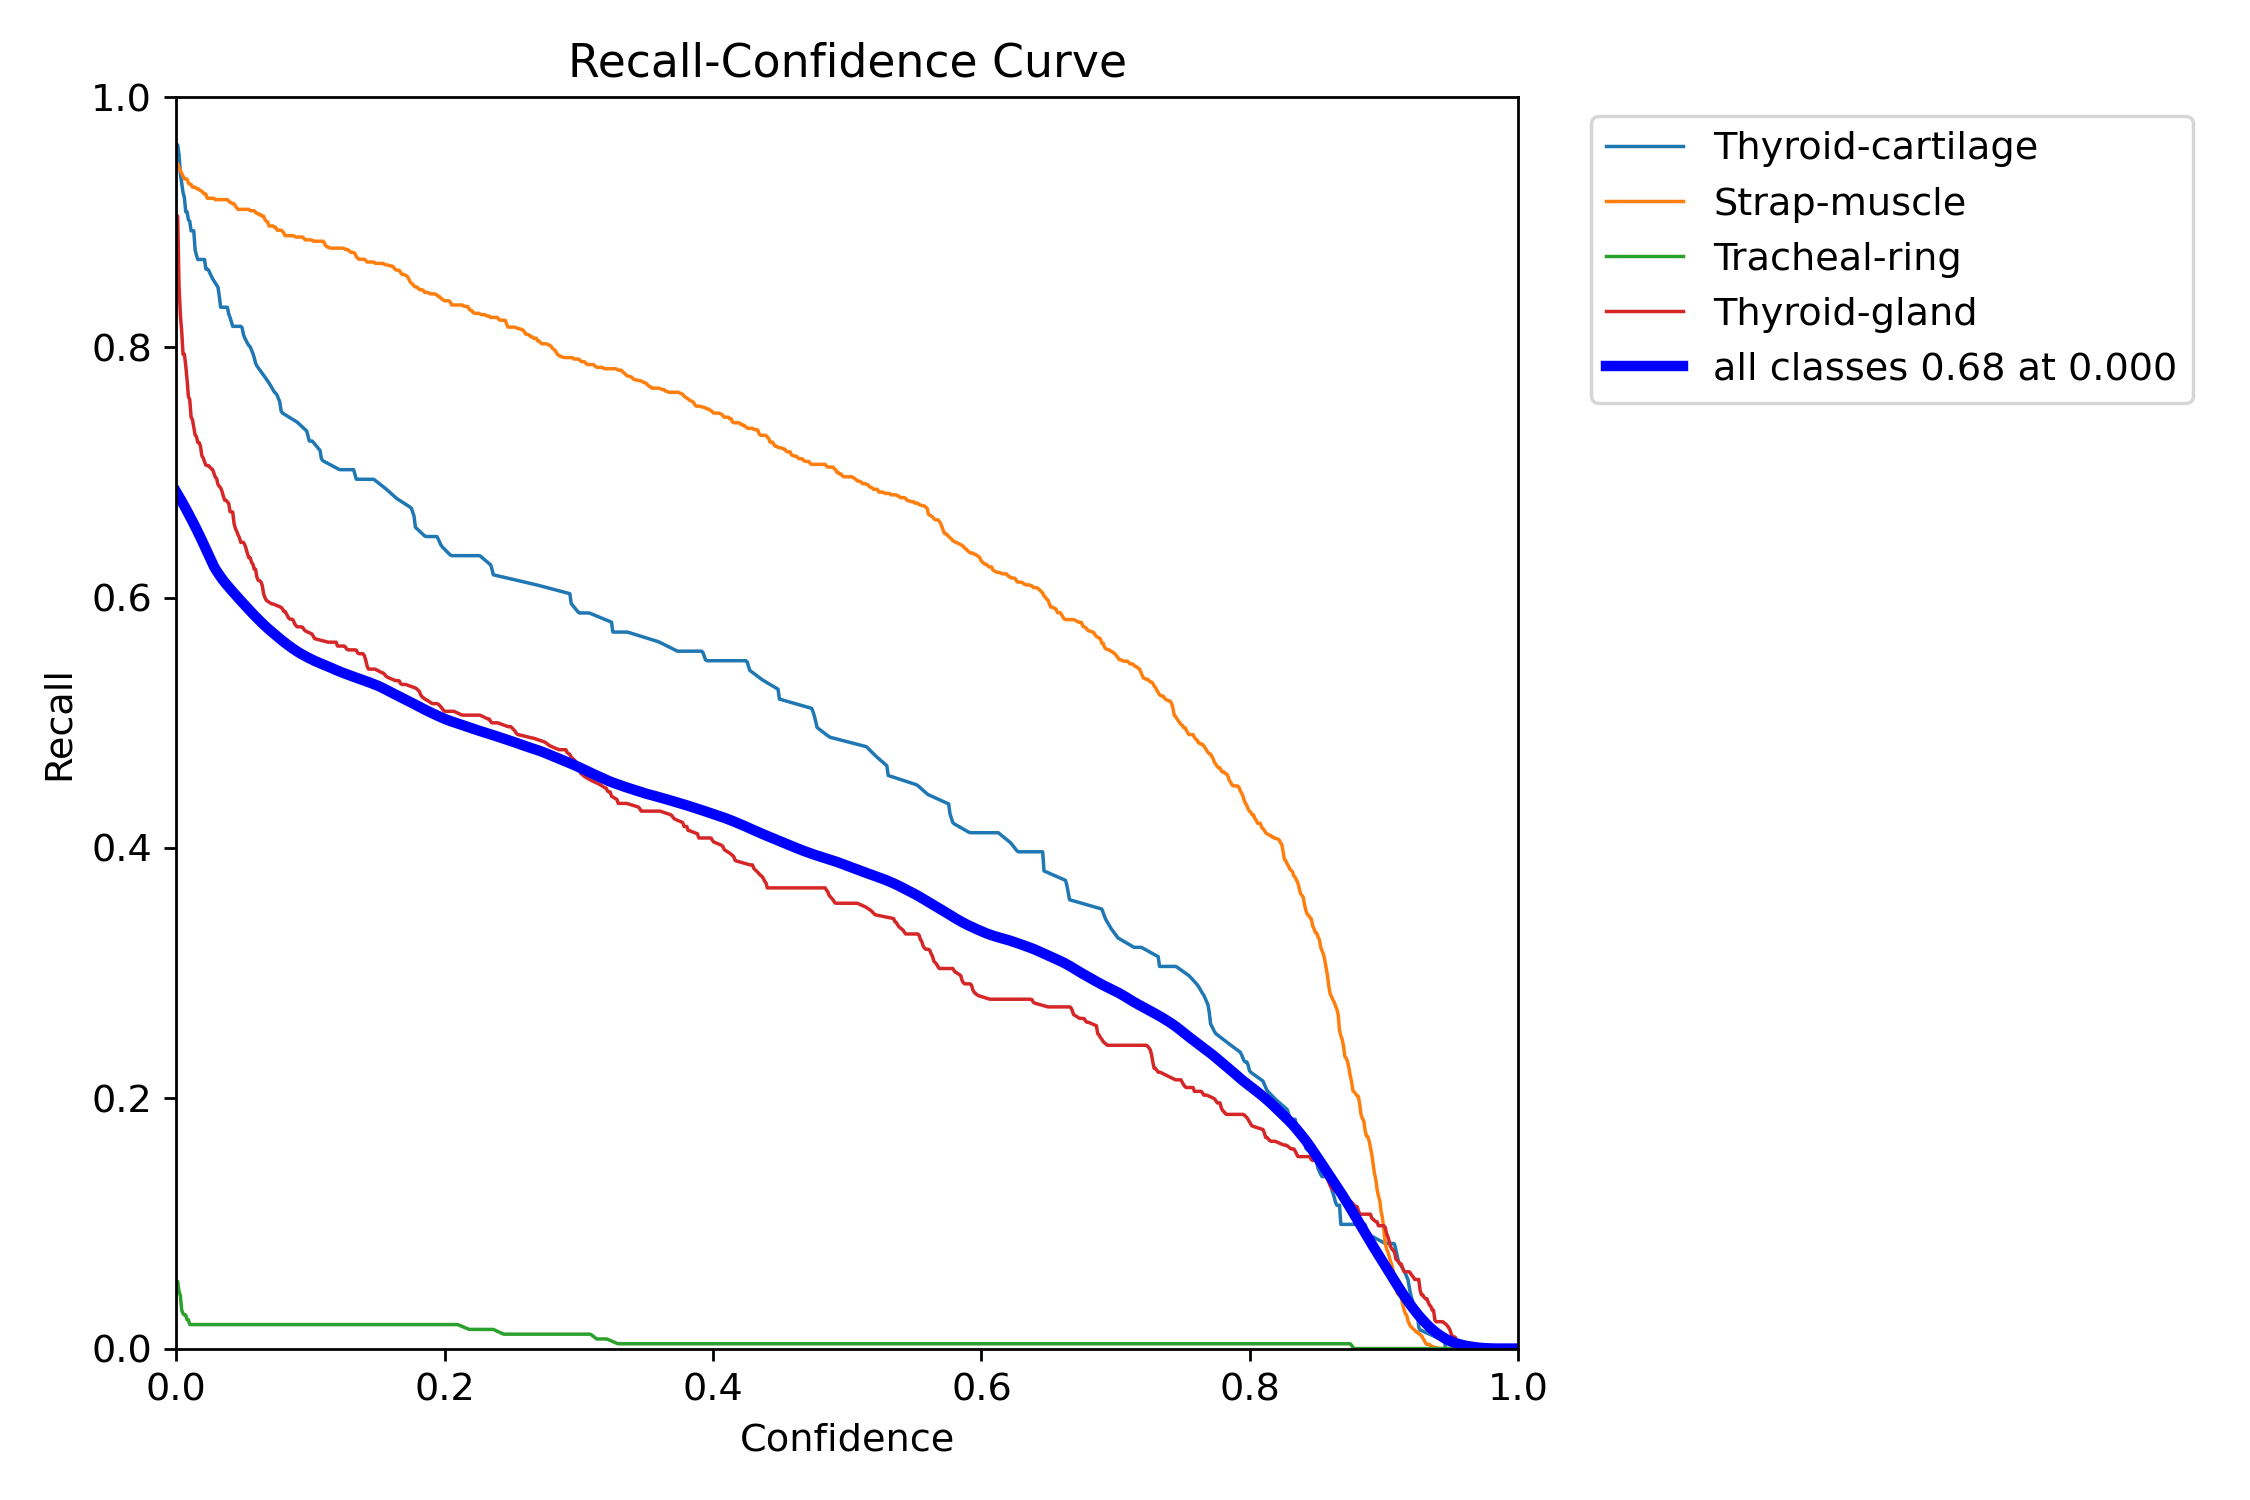 Recall-Confidence Curve
1.0
0.8
0.6
0.4
0.2
0.0
Recall
0.0 0.2 0.4 0.6 0.8 1.0
Confidence
Thyroid-cartilage
Strap-muscle
Tracheal-ring
Thyroid-gland
all classes 0.68 at 0.000